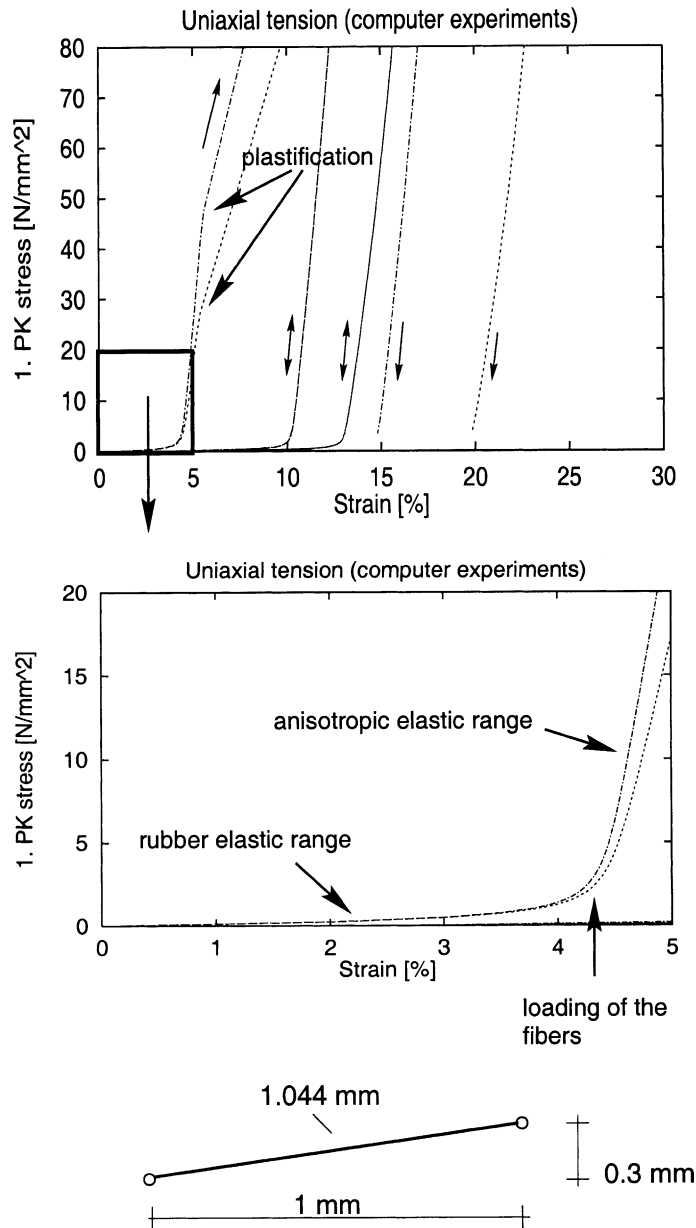 Uniaxial tension (computer experiments)
1. PK stress [N/mm^2]
80
70
60
50
40
30
20
10
0
plastification
0 5 10 15 20 25 30
Strain [%]
Uniaxial tension (computer experiments)
1. PK stress [N/mm^2]
20
15
10
5
0
anisotropic elastic range
rubber elastic range
0 1 2 3 4 5
Strain [%]
loading of the
fibers
1.044 mm
0.3 mm
1 mm